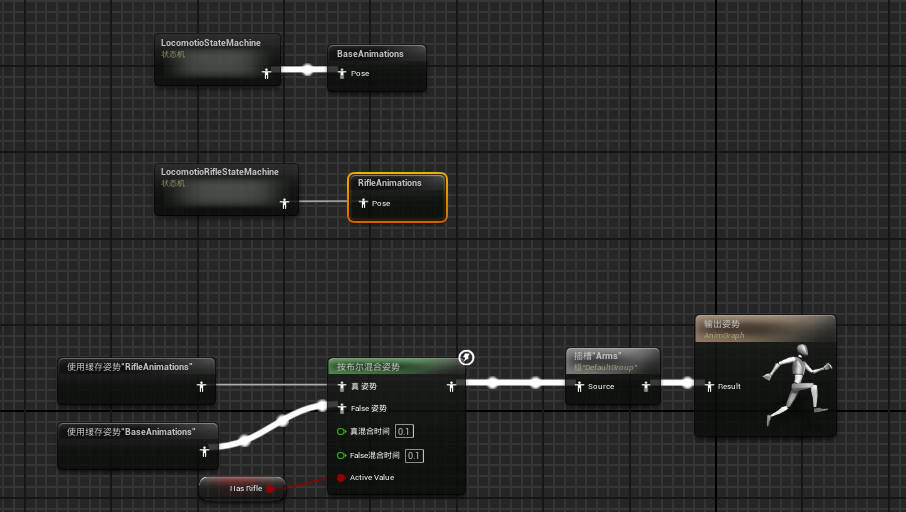 LocomotioStateMachine
状态机
BaseAnimations
Pose
LocomotioRifleStateMachine
状态机
RifleAnimations
Pose
输出姿势
AnimGraph
Result
插槽"Arms"
组"DefaultGroup"
Source
使用缓存姿势"RifleAnimations"
使用缓存姿势"BaseAnimations"
按布尔混合姿势
真 姿势
False 姿势
真混合时间 0.1
False混合时间 0.1
Active Value
Has Rifle